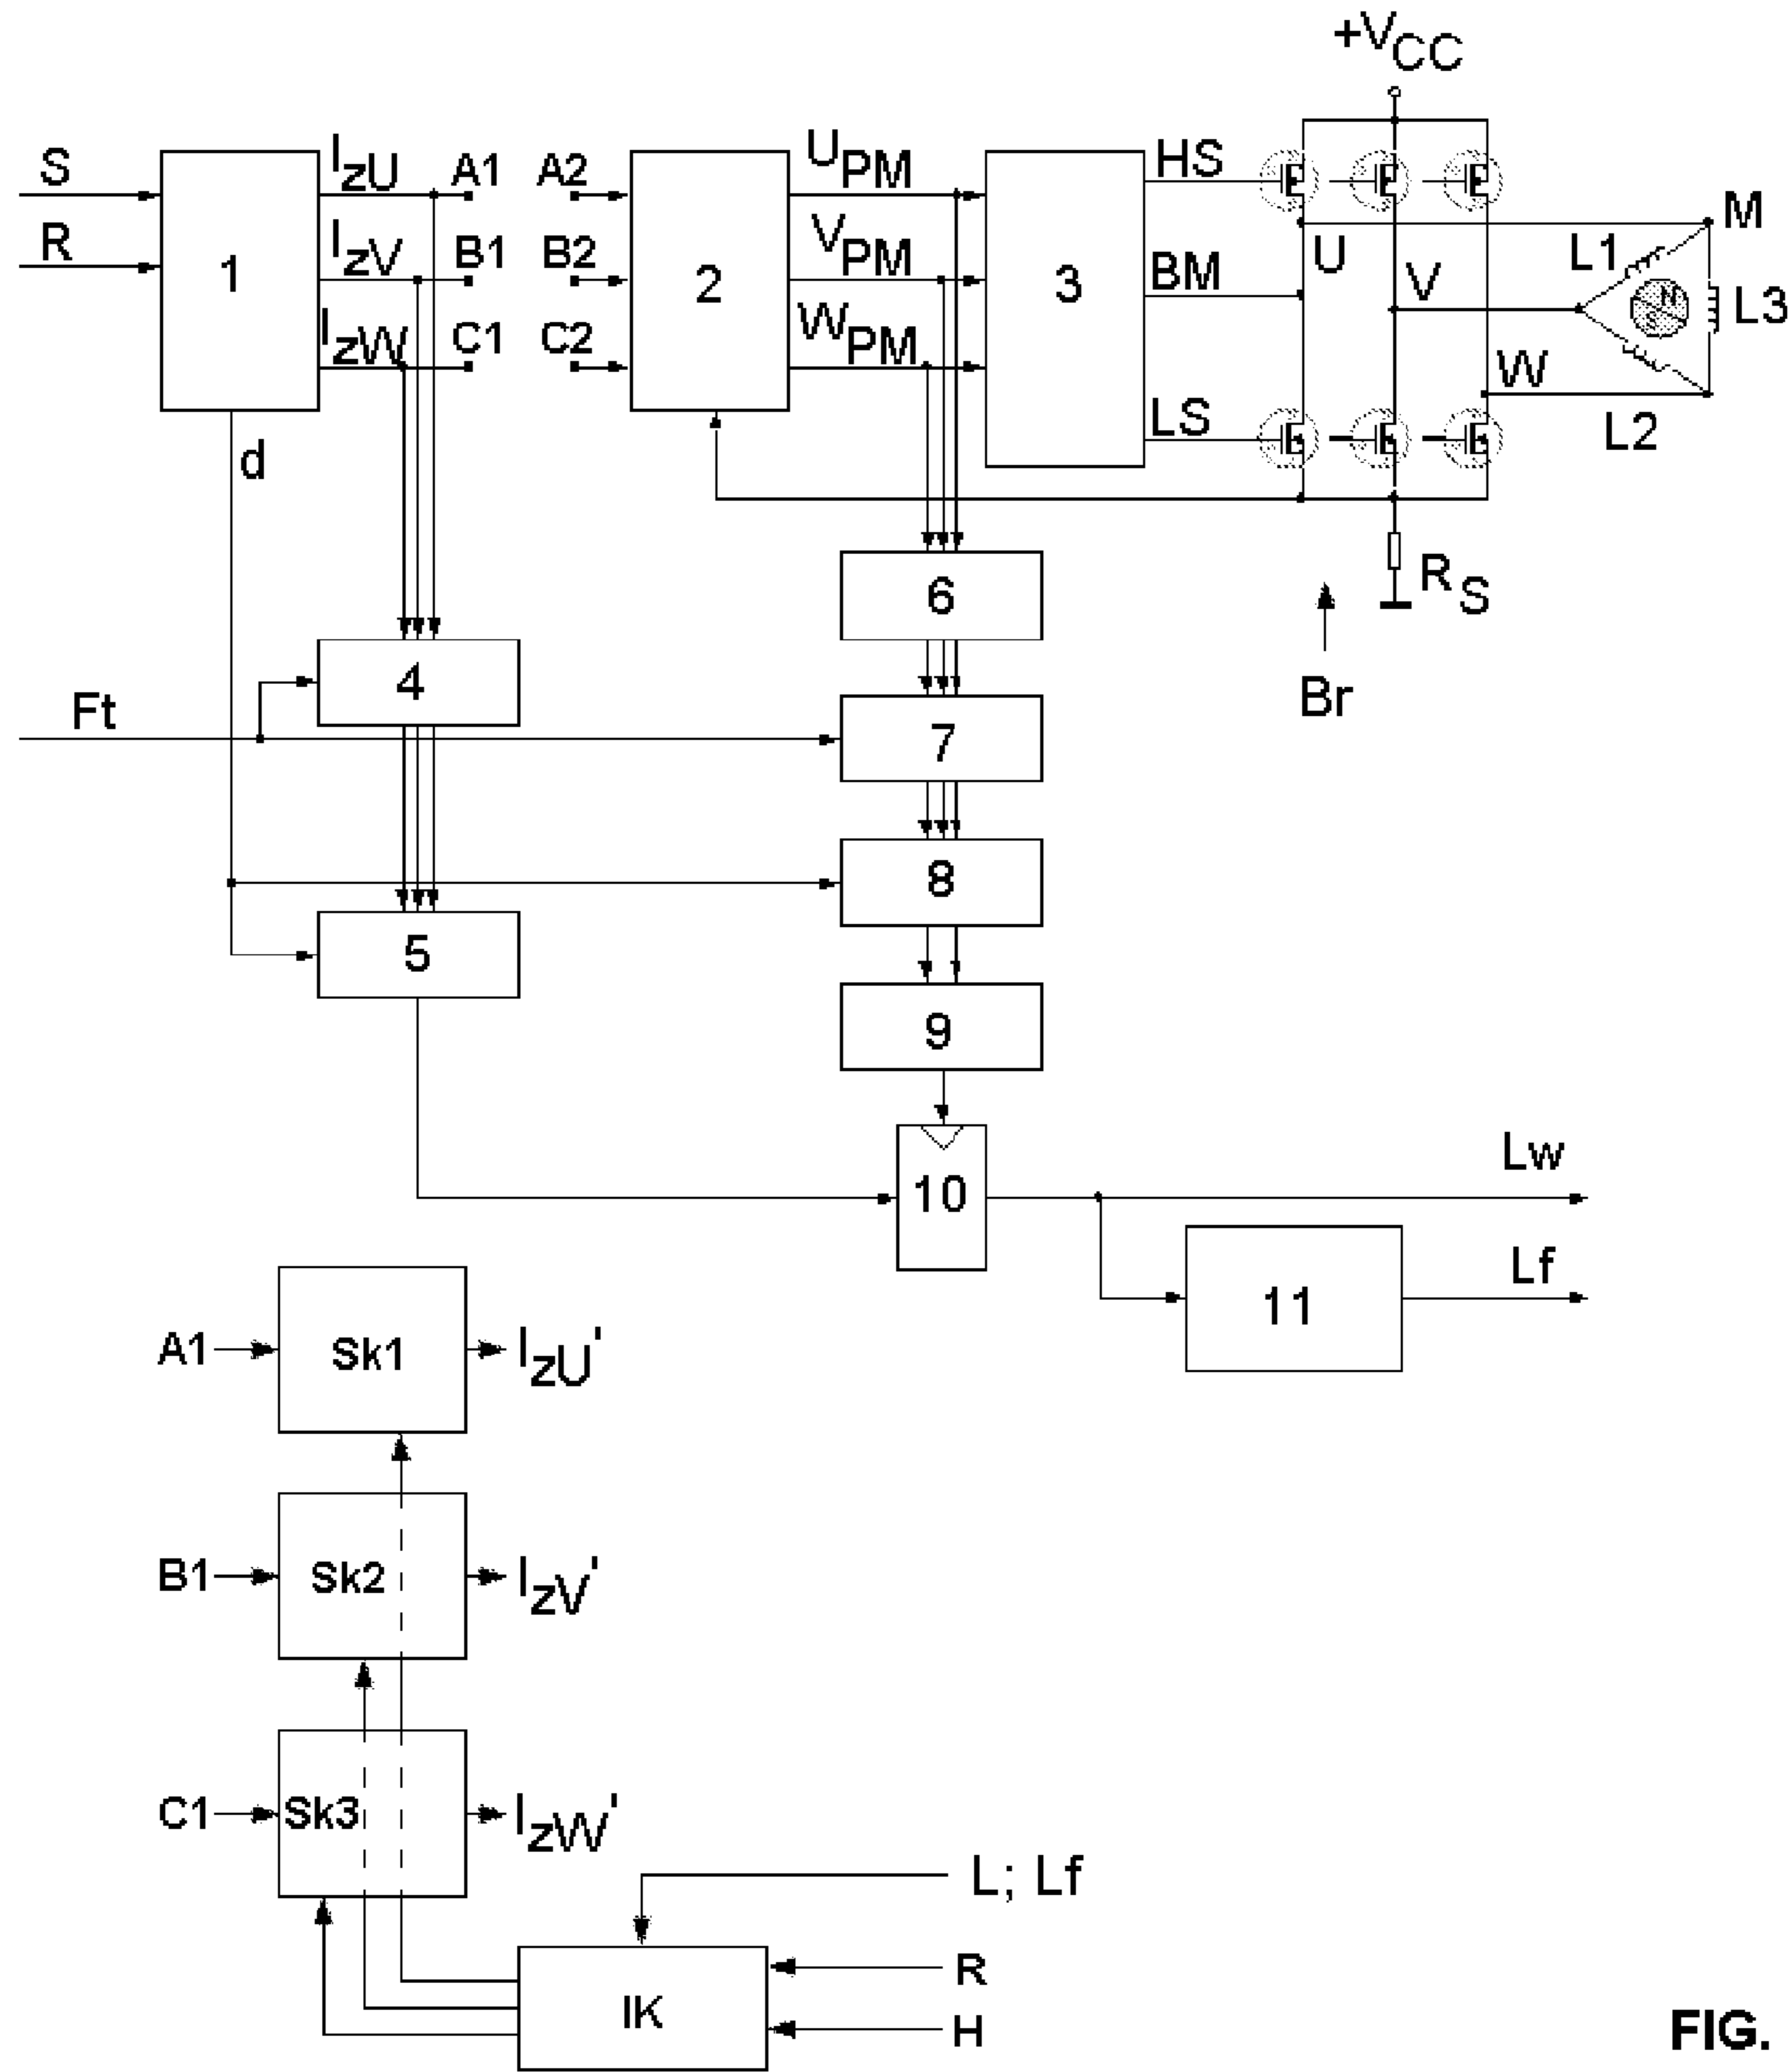 +VCC
S
IzU
A1
A2
UPM
HS
R
IzV
B1
B2
VPM
BM
1
2
3
IzW
C1
C2
WPM
LS
U
V
W
M
L1
N
S
L3
L2
d
RS
Br
6
4
Ft
7
8
5
9
10
Lw
Lf
11
A1
Sk1
IzU'
B1
Sk2
IzV'
C1
Sk3
IzW'
L; Lf
R
IK
H
FIG.